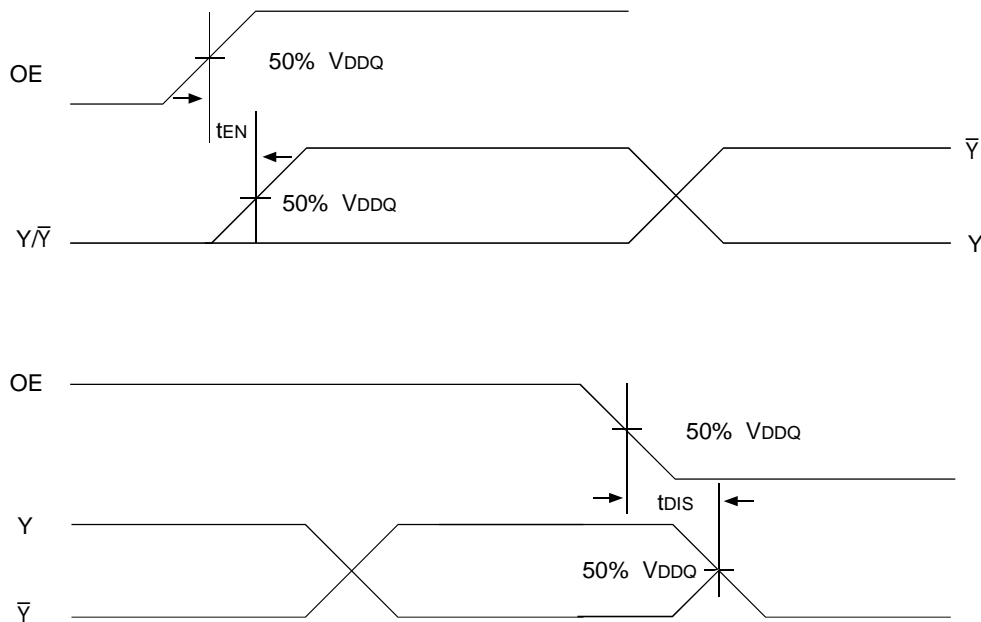 OE
50% VDDQ
tEN
Y̅
50% VDDQ
Y/Y̅
Y
OE
50% VDDQ
tDIS
Y
50% VDDQ
Y̅